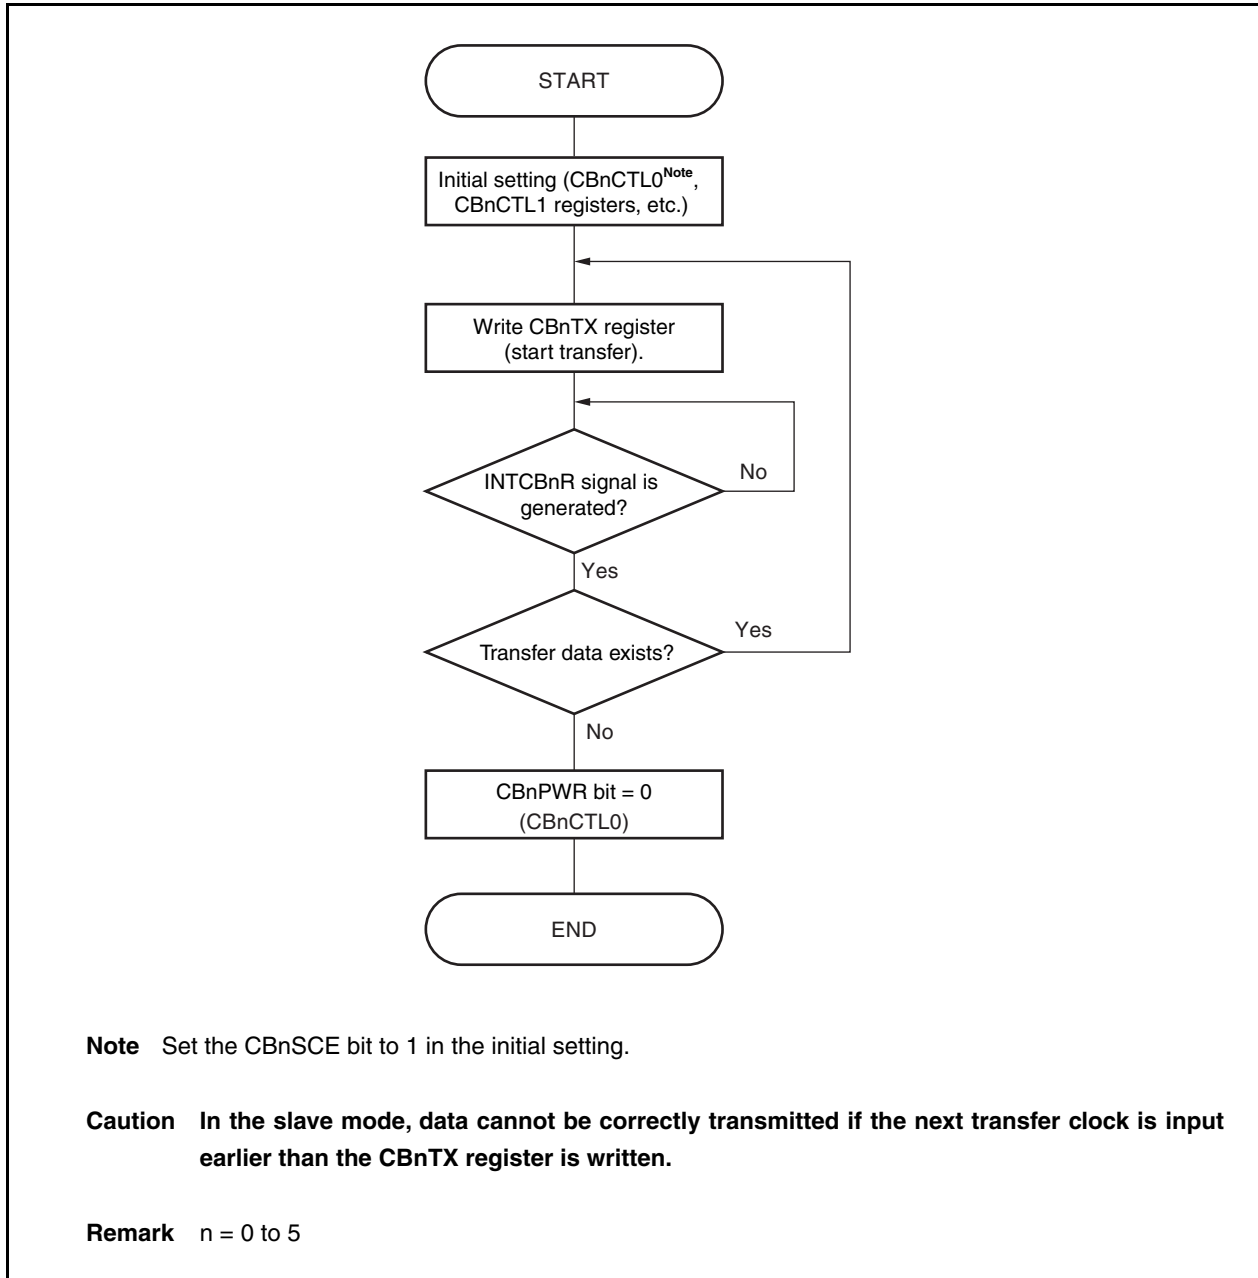 START
Initial setting (CBnCTL0Note,
CBnCTL1 registers, etc.)
Write CBnTX register
(start transfer).
INTCBnR signal is
generated?
No
Yes
Transfer data exists?
Yes
No
CBnPWR bit = 0
(CBnCTL0)
END
Note Set the CBnSCE bit to 1 in the initial setting.
Caution In the slave mode, data cannot be correctly transmitted if the next transfer clock is input
earlier than the CBnTX register is written.
Remark n = 0 to 5